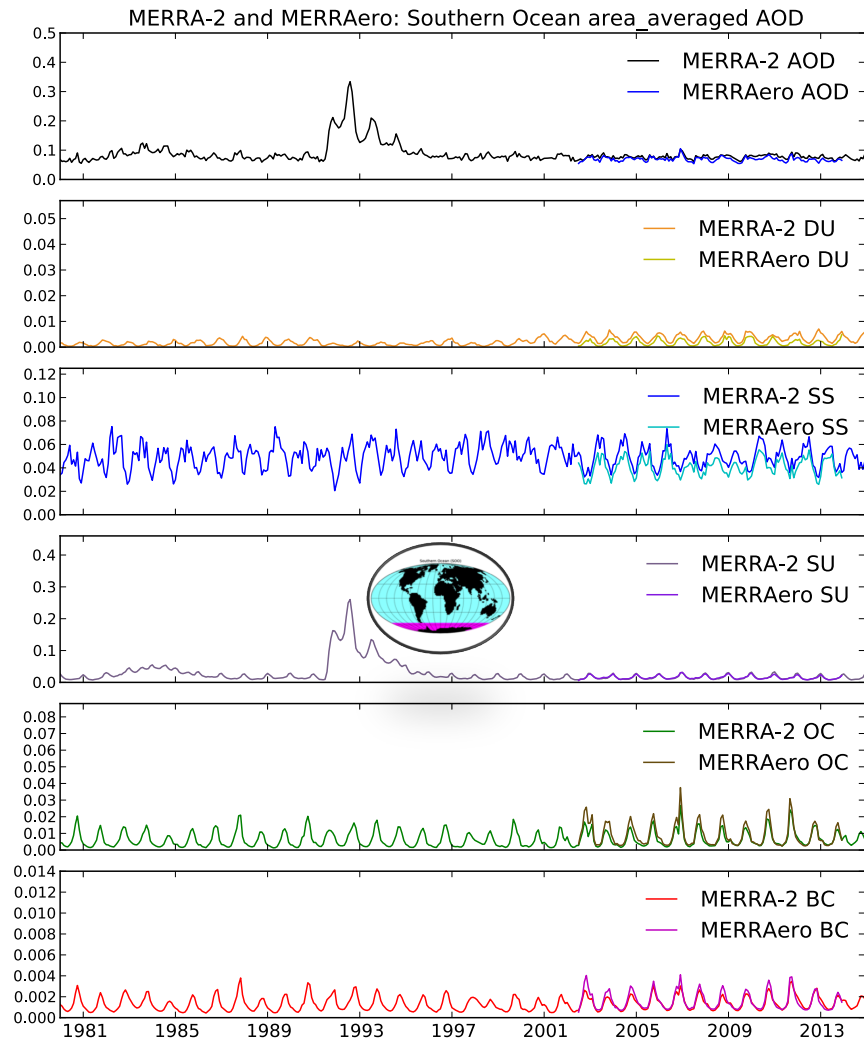 MERRA-2 and MERRAero: Southern Ocean area_averaged AOD
0.5
0.4
0.3
0.2
0.1
0.0
MERRA-2 AOD
MERRAero AOD
0.05
0.04
0.03
0.02
0.01
0.00
MERRA-2 DU
MERRAero DU
0.12
0.10
0.08
0.06
0.04
0.02
0.00
MERRA-2 SS
MERRAero SS
0.4
0.3
0.2
0.1
0.0
Southern Ocean (SOO)
MERRA-2 SU
MERRAero SU
0.08
0.07
0.06
0.05
0.04
0.03
0.02
0.01
0.00
MERRA-2 OC
MERRAero OC
0.014
0.012
0.010
0.008
0.006
0.004
0.002
0.000
MERRA-2 BC
MERRAero BC
1981 1985 1989 1993 1997 2001 2005 2009 2013